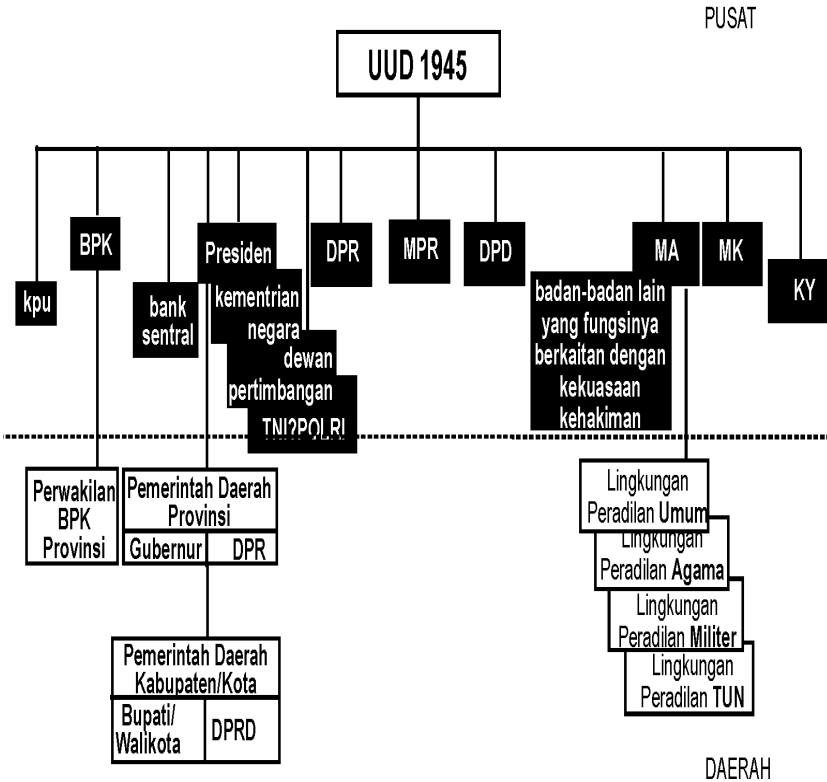 PUSAT
UUD 1945
BPK
kpu
bank
sentral
Presiden
kementrian
negara
dewan
pertimbangan
TNI?POLRI
DPR
MPR
DPD
MA
MK
KY
badan-badan lain
yang fungsinya
berkaitan dengan
kekuasaan
kehakiman
Perwakilan
BPK
Provinsi
Pemerintah Daerah
Provinsi
Gubernur
DPR
Pemerintah Daerah
Kabupaten/Kota
Bupati/
Walikota
DPRD
Lingkungan
Peradilan Umum
Lingkungan
Peradilan Agama
Lingkungan
Peradilan Militer
Lingkungan
Peradilan TUN
DAERAH